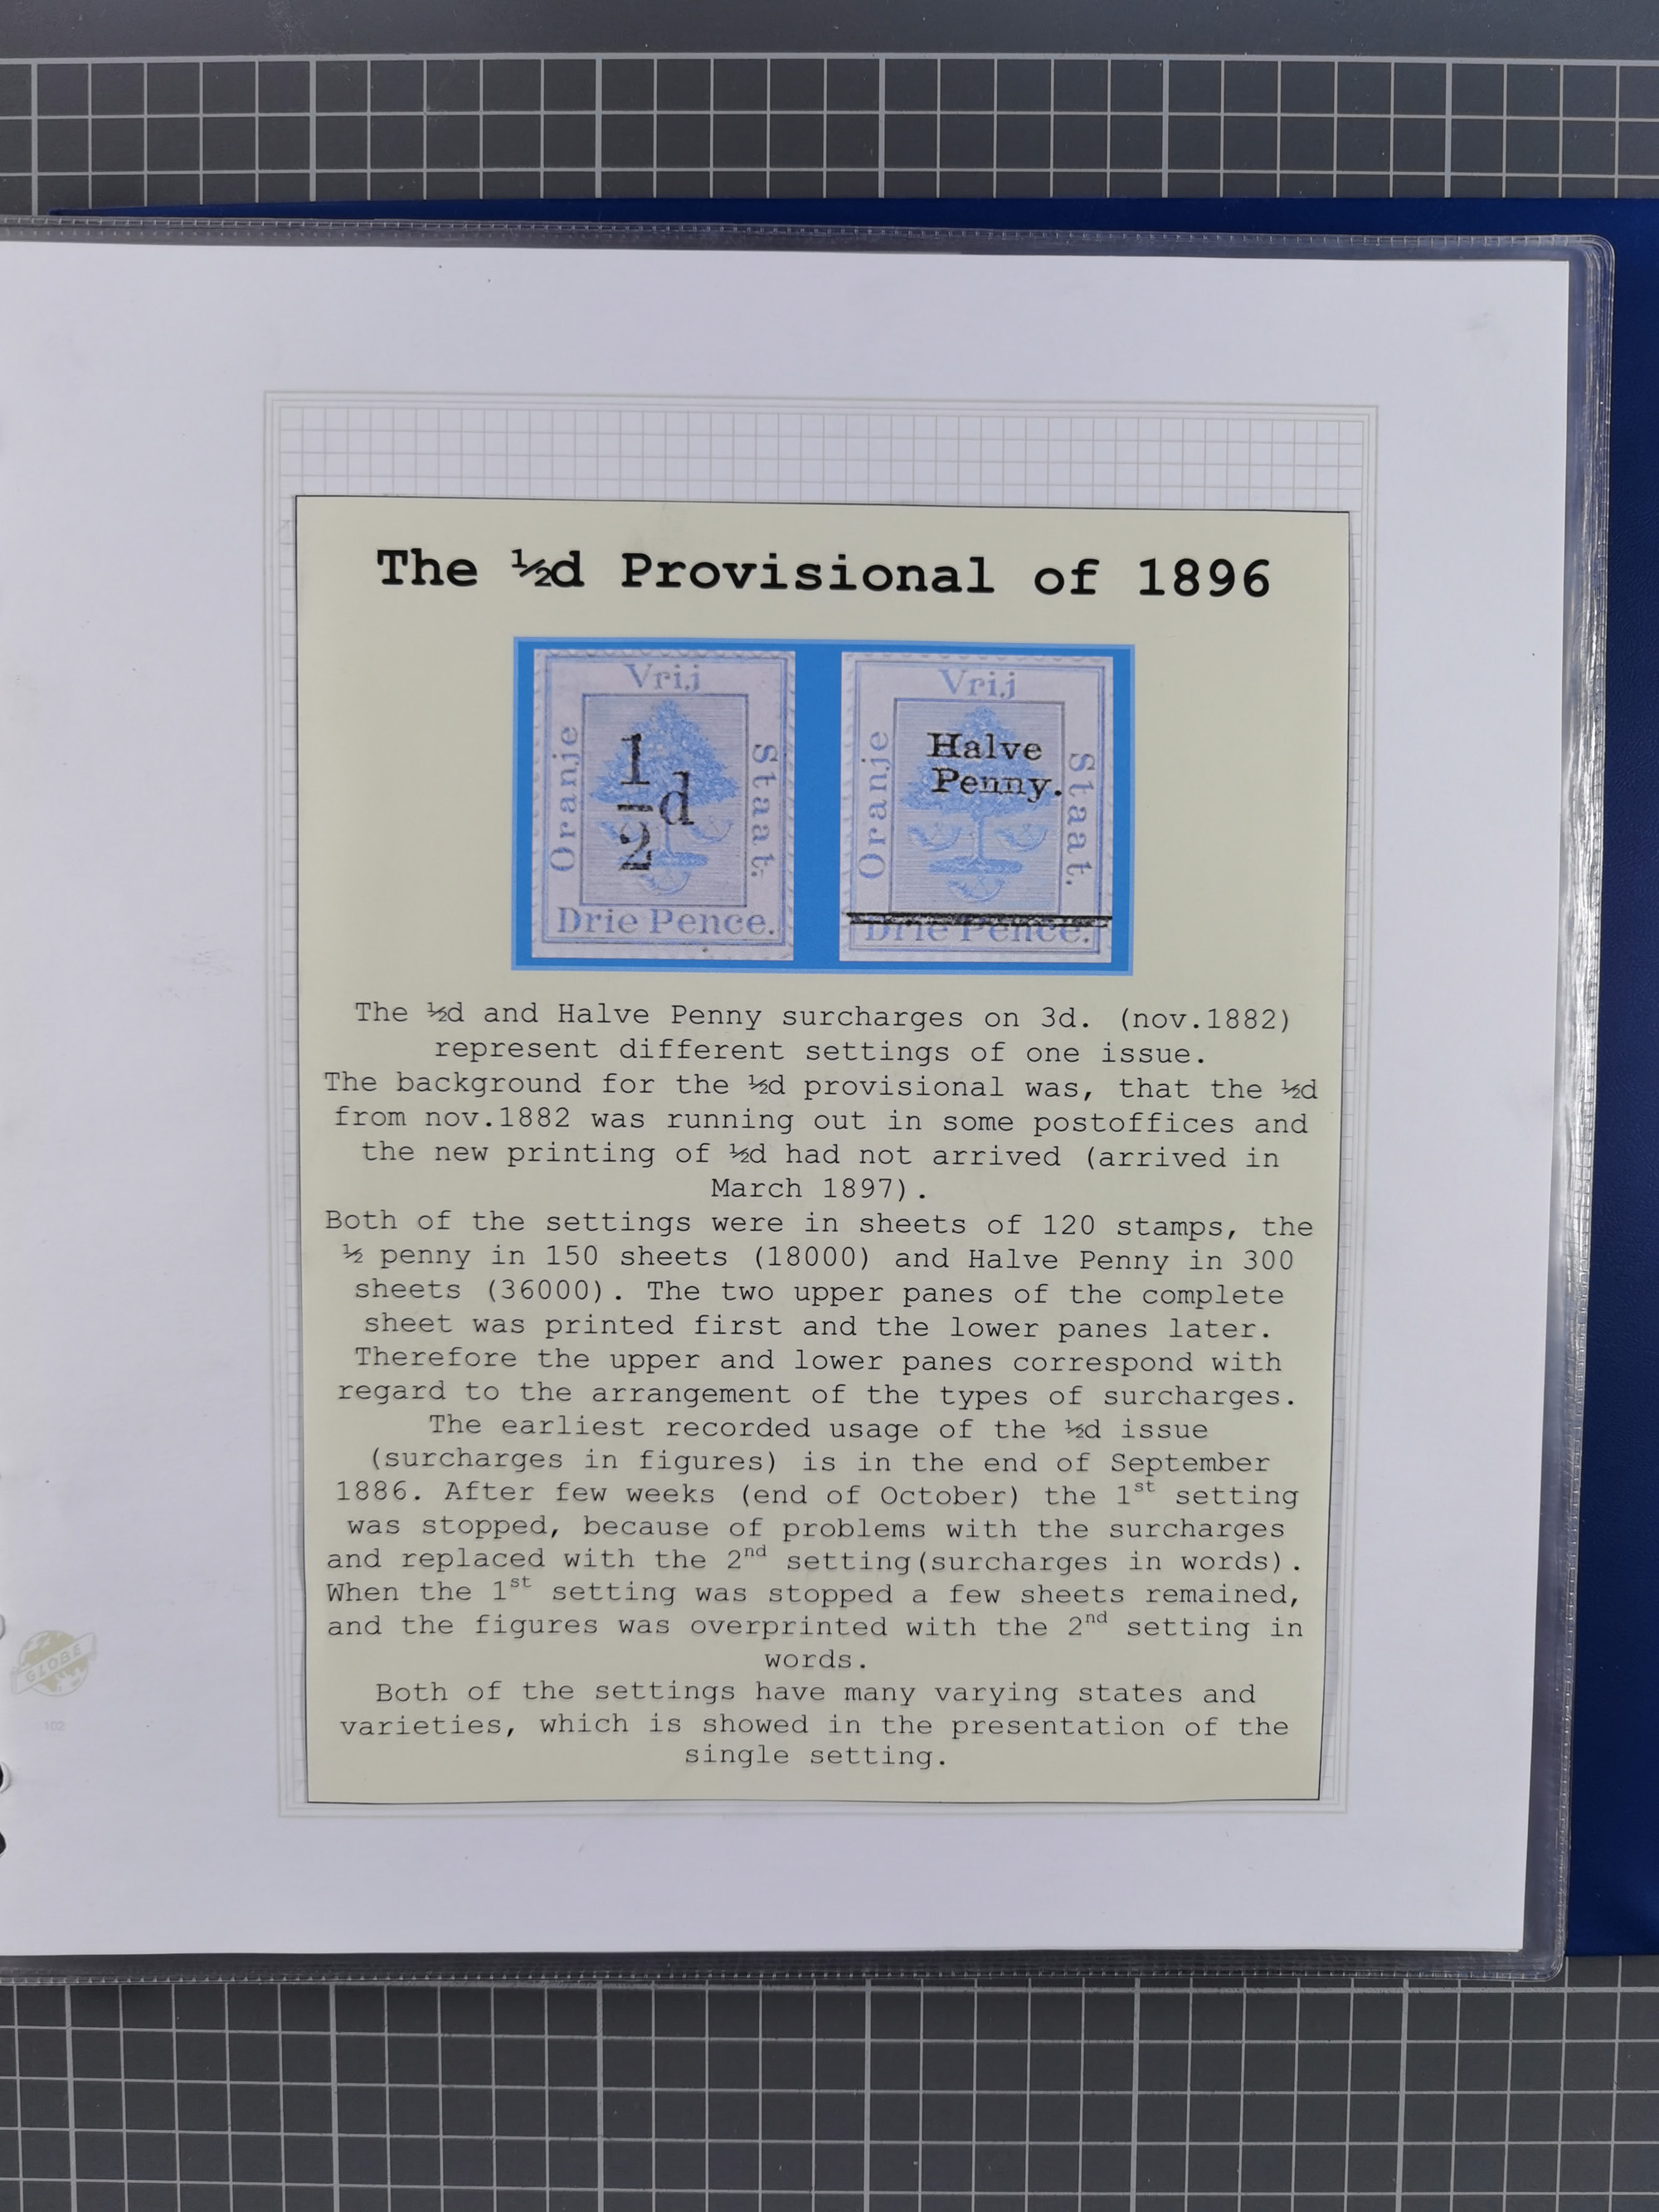 The ½d Provisional of 1896
Vrij
Oranje
Staat.
1/2 d
Drie Pence.
Vrij
Oranje
Staat.
Halve
Penny.
Drie Pence.
The ½d and Halve Penny surcharges on 3d. (nov.1882)
represent different settings of one issue.
The background for the ½d provisional was, that the ½d
from nov.1882 was running out in some postoffices and
the new printing of ½d had not arrived (arrived in
March 1897).
Both of the settings were in sheets of 120 stamps, the
½ penny in 150 sheets (18000) and Halve Penny in 300
sheets (36000). The two upper panes of the complete
sheet was printed first and the lower panes later.
Therefore the upper and lower panes correspond with
regard to the arrangement of the types of surcharges.
The earliest recorded usage of the ½d issue
(surcharges in figures) is in the end of September
1886. After few weeks (end of October) the 1st setting
was stopped, because of problems with the surcharges
and replaced with the 2nd setting(surcharges in words).
When the 1st setting was stopped a few sheets remained,
and the figures was overprinted with the 2nd setting in
words.
Both of the settings have many varying states and
varieties, which is showed in the presentation of the
single setting.
GLOBE
102